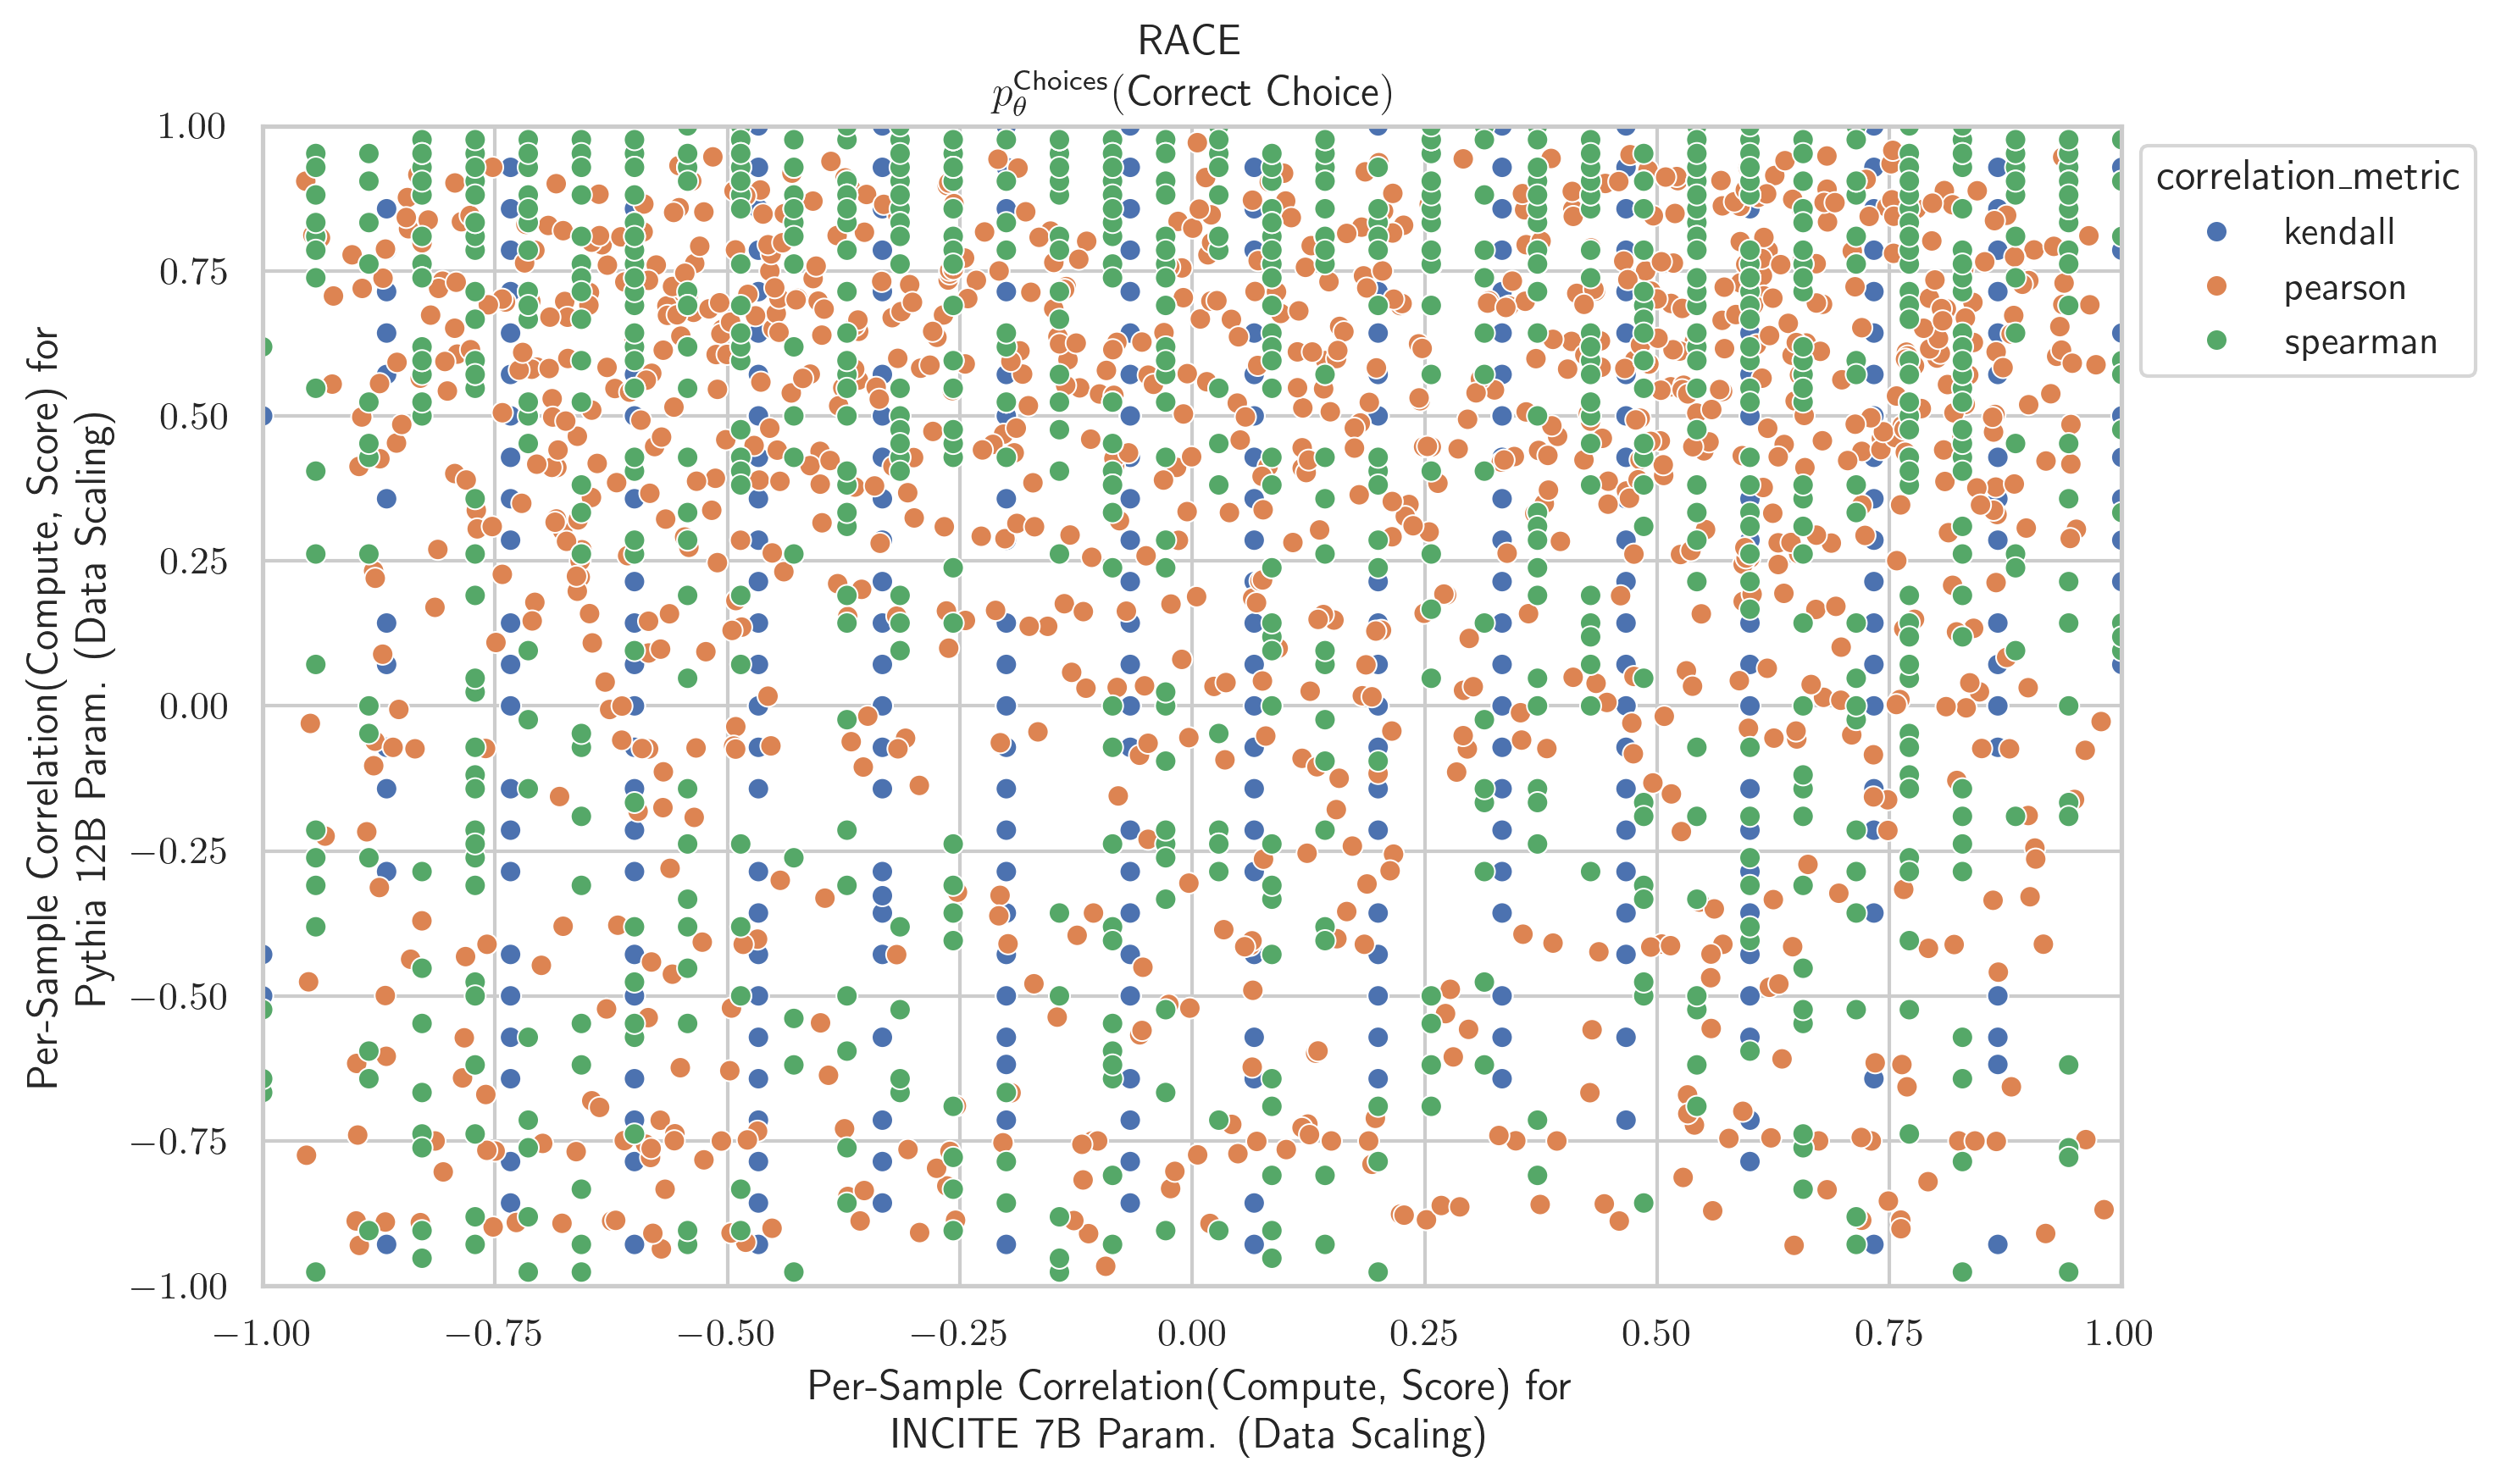 RACE
p_θ^Choices(Correct Choice)
Per-Sample Correlation(Compute, Score) for
Pythia 12B Param. (Data Scaling)
1.00
0.75
0.50
0.25
0.00
−0.25
−0.50
−0.75
−1.00
−1.00 −0.75 −0.50 −0.25 0.00 0.25 0.50 0.75 1.00
Per-Sample Correlation(Compute, Score) for
INCITE 7B Param. (Data Scaling)
correlation_metric
kendall
pearson
spearman